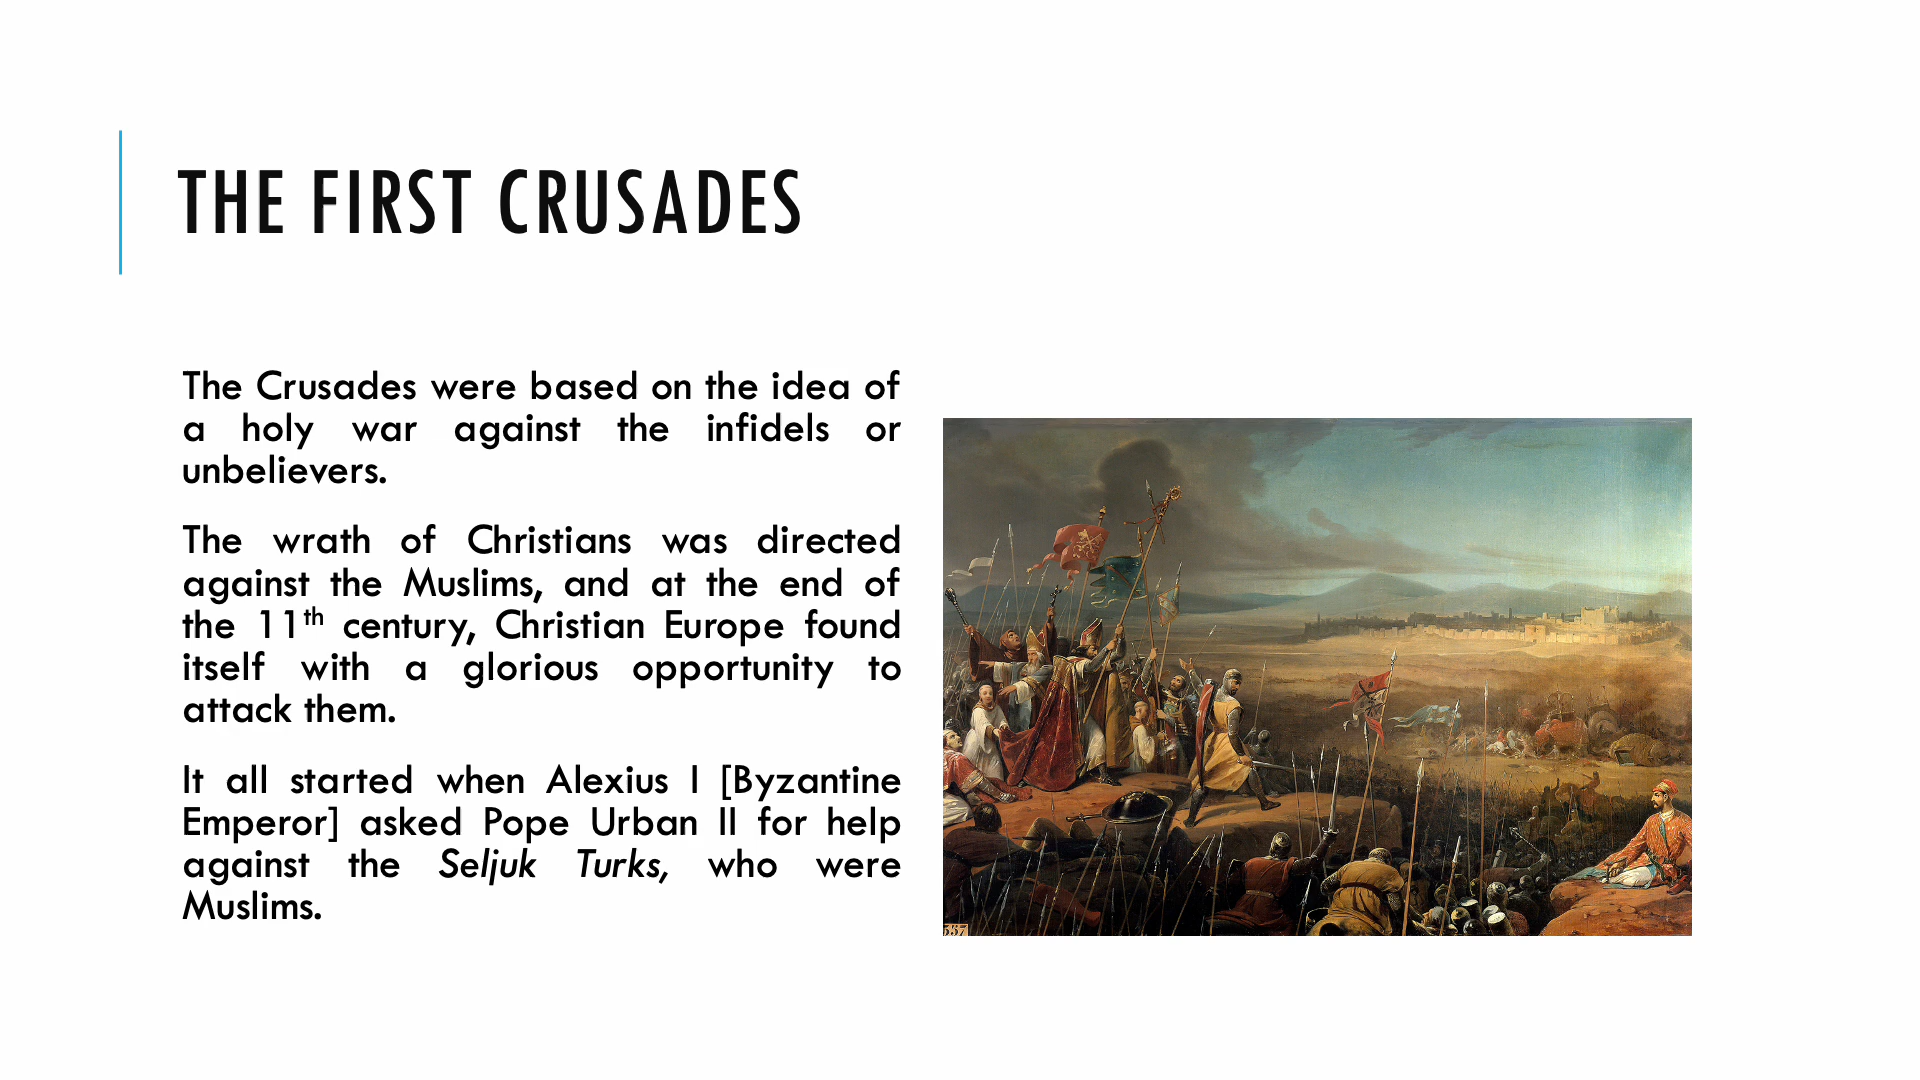 THE FIRST CRUSADES
The Crusades were based on the idea of
a holy war against the infidels or
unbelievers.
The wrath of Christians was directed
against the Muslims, and at the end of
the 11th century, Christian Europe found
itself with a glorious opportunity to
attack them.
It all started when Alexius I [Byzantine
Emperor] asked Pope Urban II for help
against the Seljuk Turks, who were
Muslims.